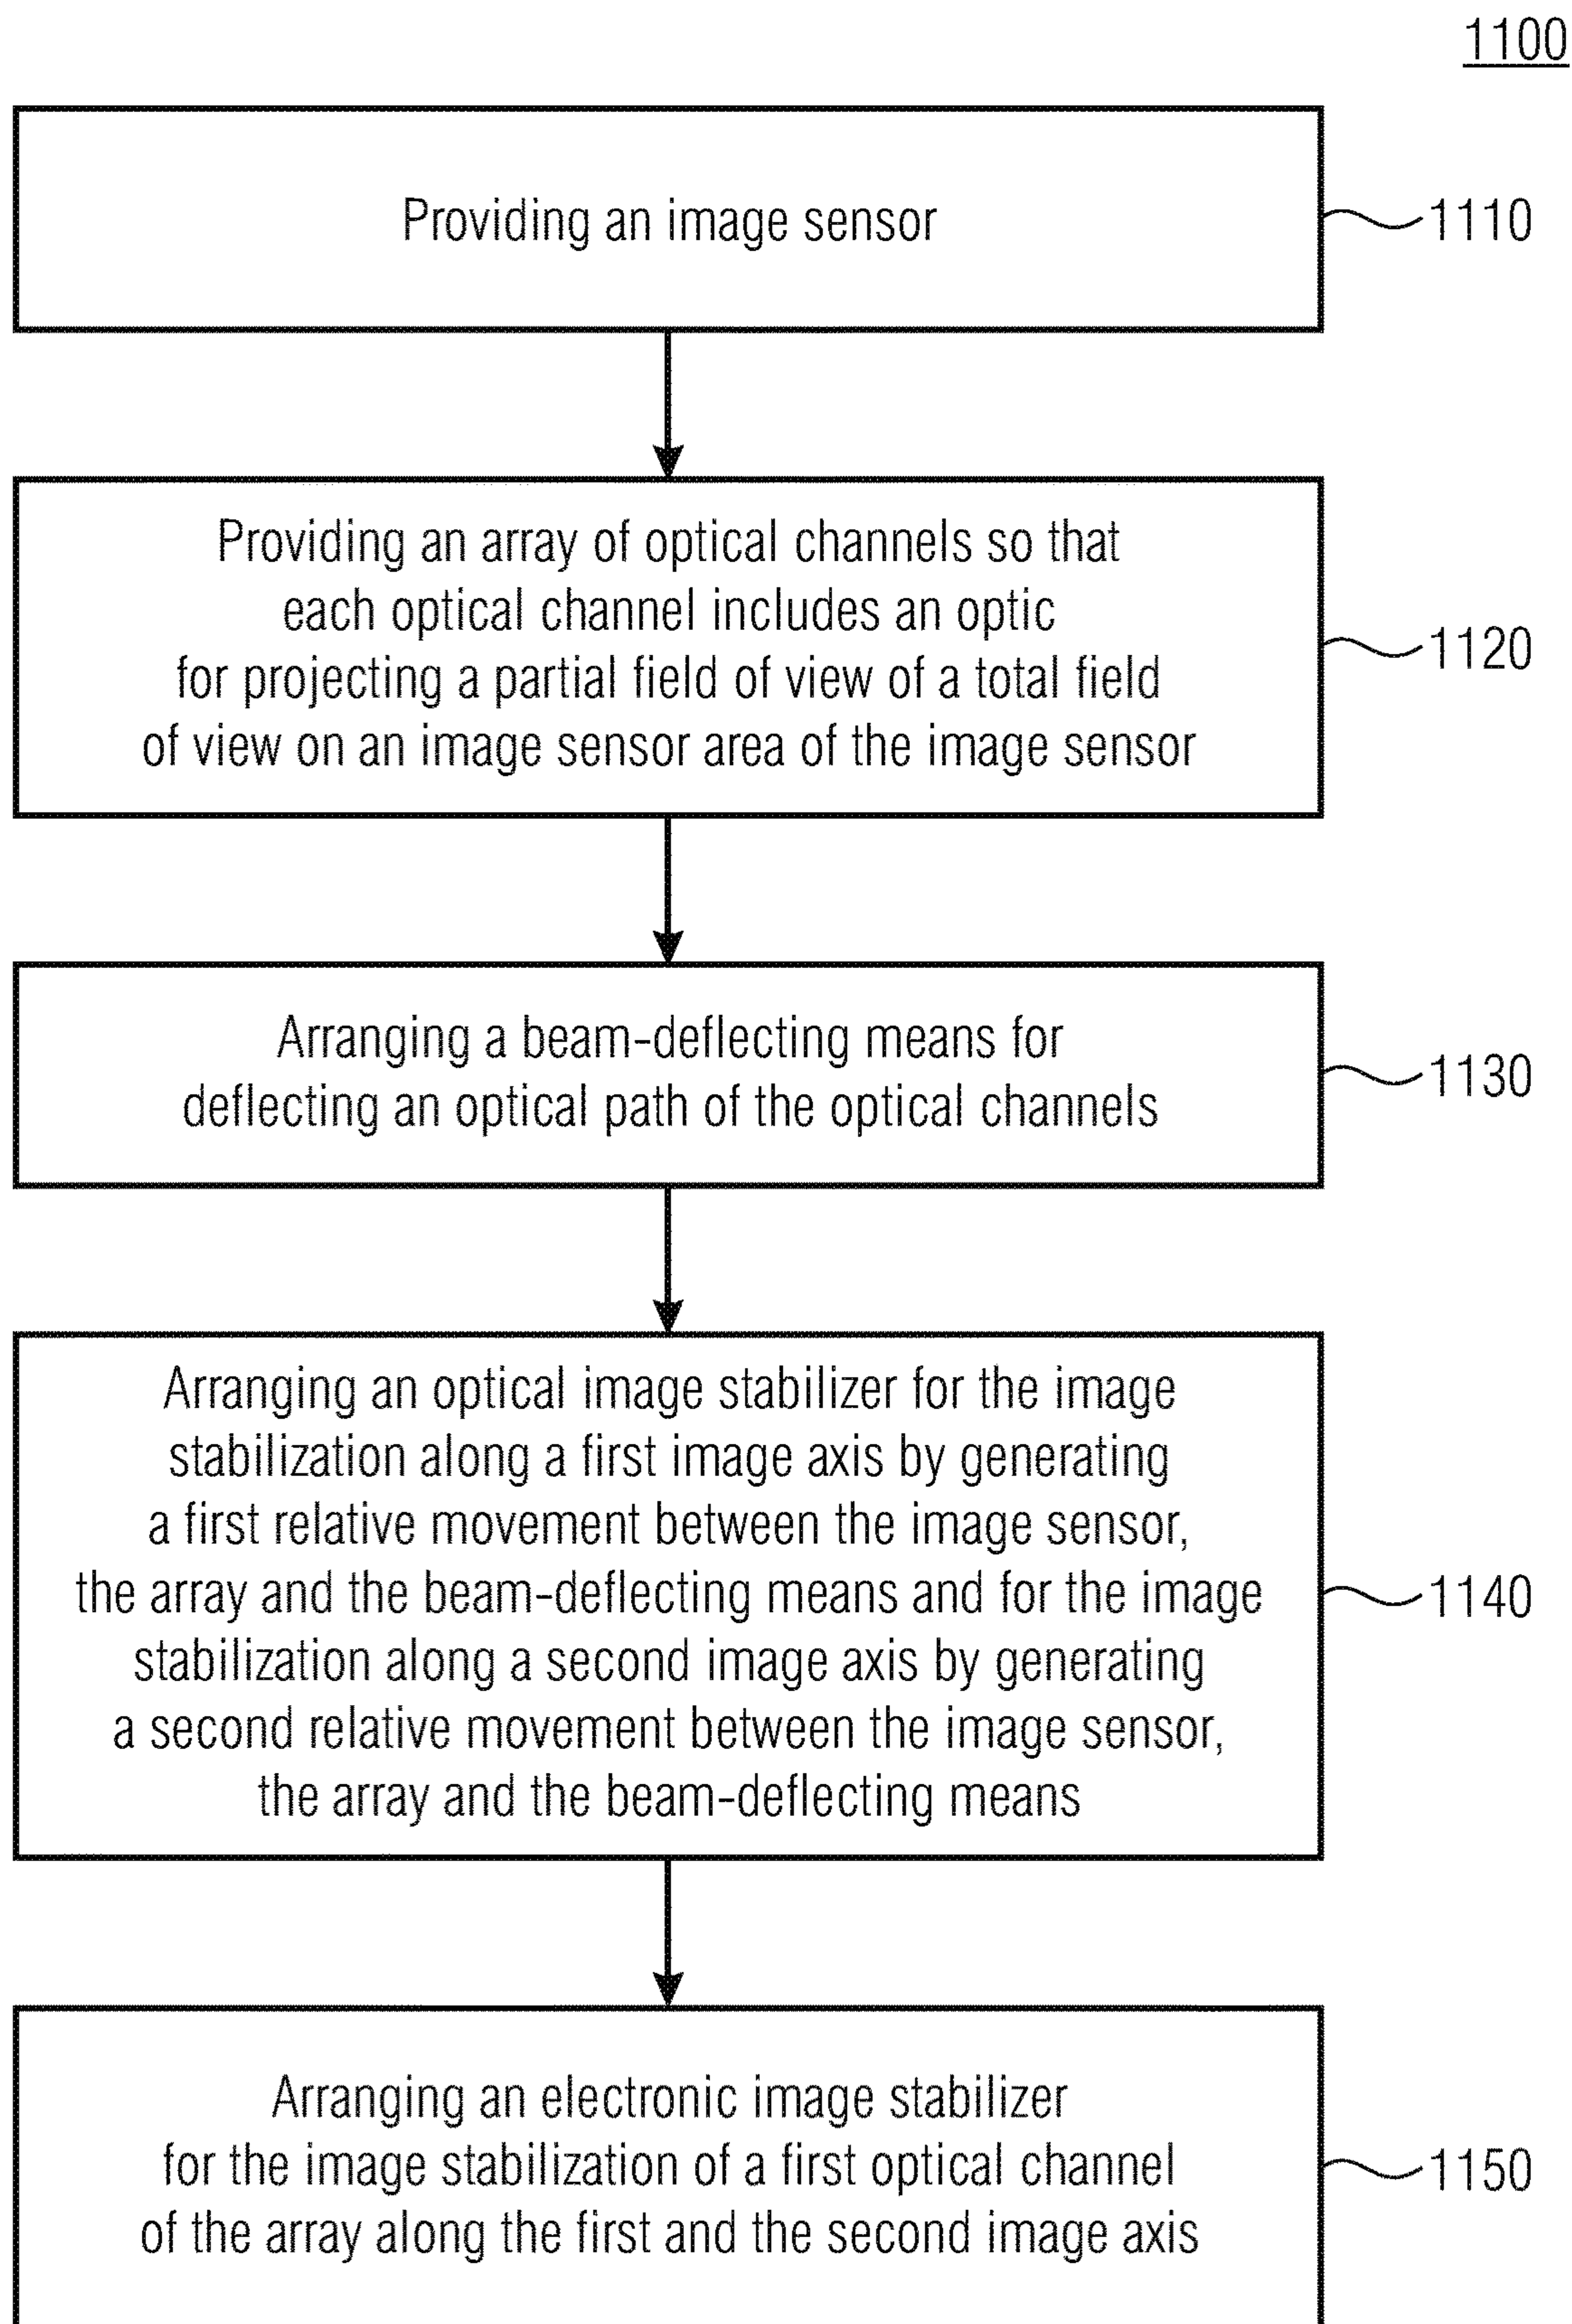 1100
Providing an image sensor
1110
Providing an array of optical channels so that
each optical channel includes an optic
for projecting a partial field of view of a total field
of view on an image sensor area of the image sensor
1120
Arranging a beam-deflecting means for
deflecting an optical path of the optical channels
1130
Arranging an optical image stabilizer for the image
stabilization along a first image axis by generating
a first relative movement between the image sensor,
the array and the beam-deflecting means and for the image
stabilization along a second image axis by generating
a second relative movement between the image sensor,
the array and the beam-deflecting means
1140
Arranging an electronic image stabilizer
for the image stabilization of a first optical channel
of the array along the first and the second image axis
1150